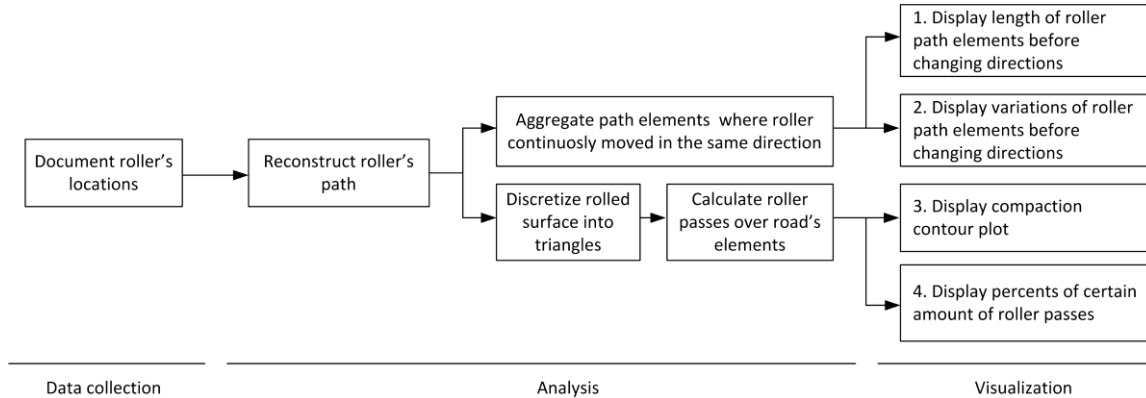 Document roller's
locations
Reconstruct roller's
path
Aggregate path elements where roller
continuosly moved in the same direction
Discretize rolled
surface into
triangles
Calculate roller
passes over road's
elements
1. Display length of roller
path elements before
changing directions
2. Display variations of roller
path elements before
changing directions
3. Display compaction
contour plot
4. Display percents of certain
amount of roller passes
Data collection
Analysis
Visualization